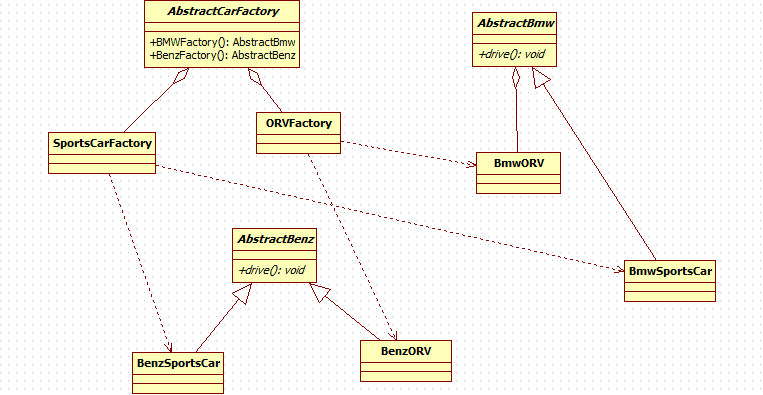 AbstractCarFactory
+BMWFactory(): AbstractBmw
+BenzFactory(): AbstractBenz
AbstractBmw
+drive(): void
SportsCarFactory
ORVFactory
BmwORV
AbstractBenz
+drive(): void
BmwSportsCar
BenzSportsCar
BenzORV